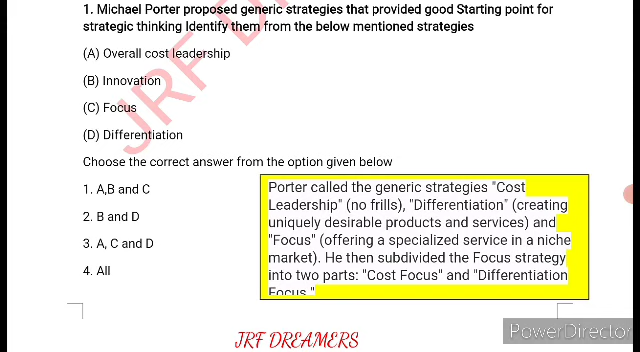 1. Michael Porter proposed generic strategies that provided good Starting point for
strategic thinking Identify them from the below mentioned strategies
(A) Overall cost leadership
(B) Innovation
(C) Focus
(D) Differentiation
Choose the correct answer from the option given below
1. A,B and C
2. B and D
3. A, C and D
4. All
Porter called the generic strategies "Cost
Leadership" (no frills), "Differentiation" (creating
uniquely desirable products and services) and
"Focus" (offering a specialized service in a niche
market). He then subdivided the Focus strategy
into two parts: "Cost Focus" and "Differentiation
Focus."
JRF DREAMERS
PowerDirector
JRF D